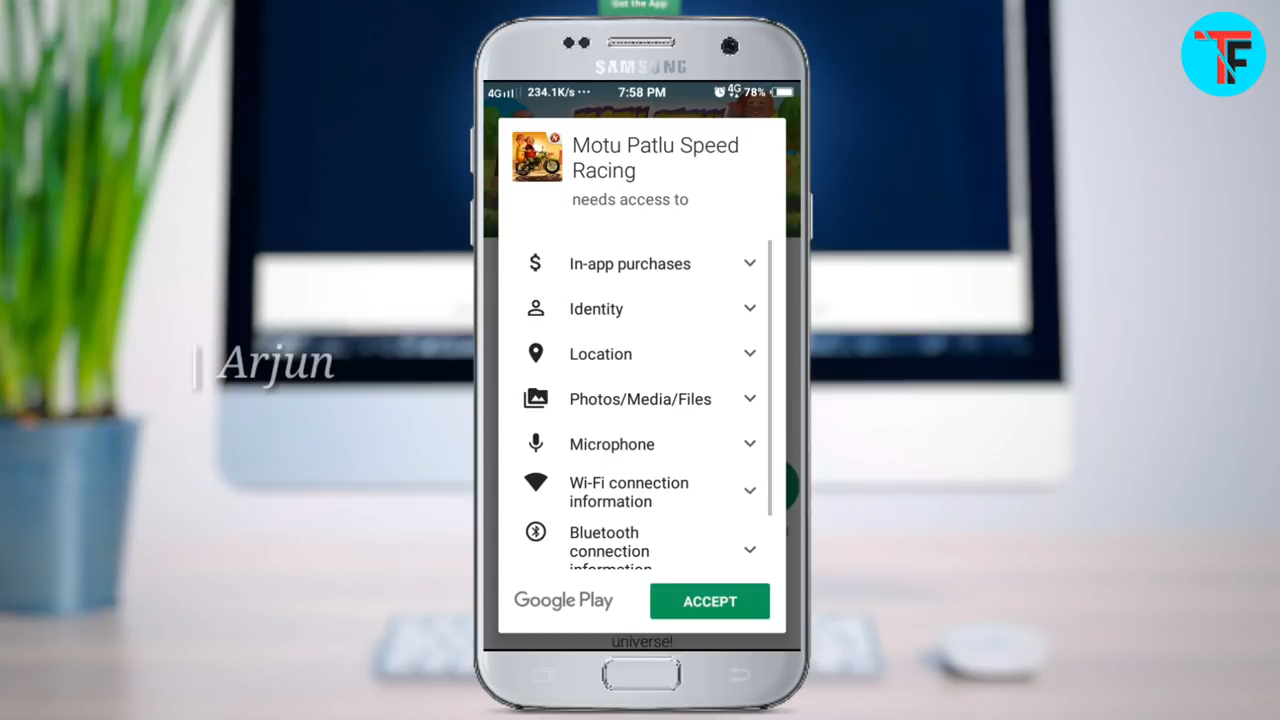 Get the App
TF
SAMSUNG
4G 234.1K/s ••• 7:58 PM 4G 78%
Motu Patlu Speed
Racing
needs access to
In-app purchases
Identity
Location
Photos/Media/Files
Microphone
Wi-Fi connection
information
Bluetooth
connection
information
Google Play ACCEPT
universe!
Arjun